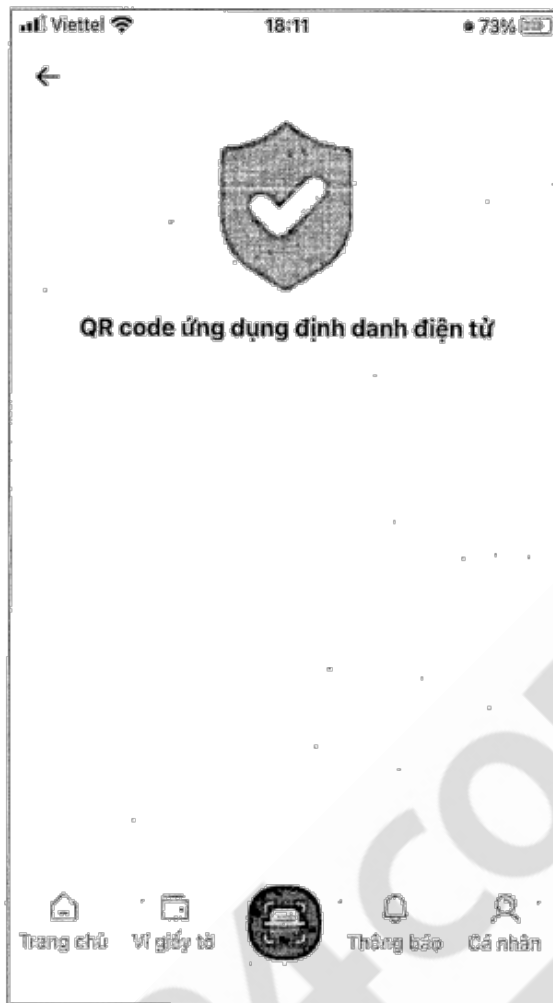 Viettel 18:11 73%
QR code ứng dụng định danh điện tử
Trang chủ Ví giấy tờ Thông báo Cá nhân